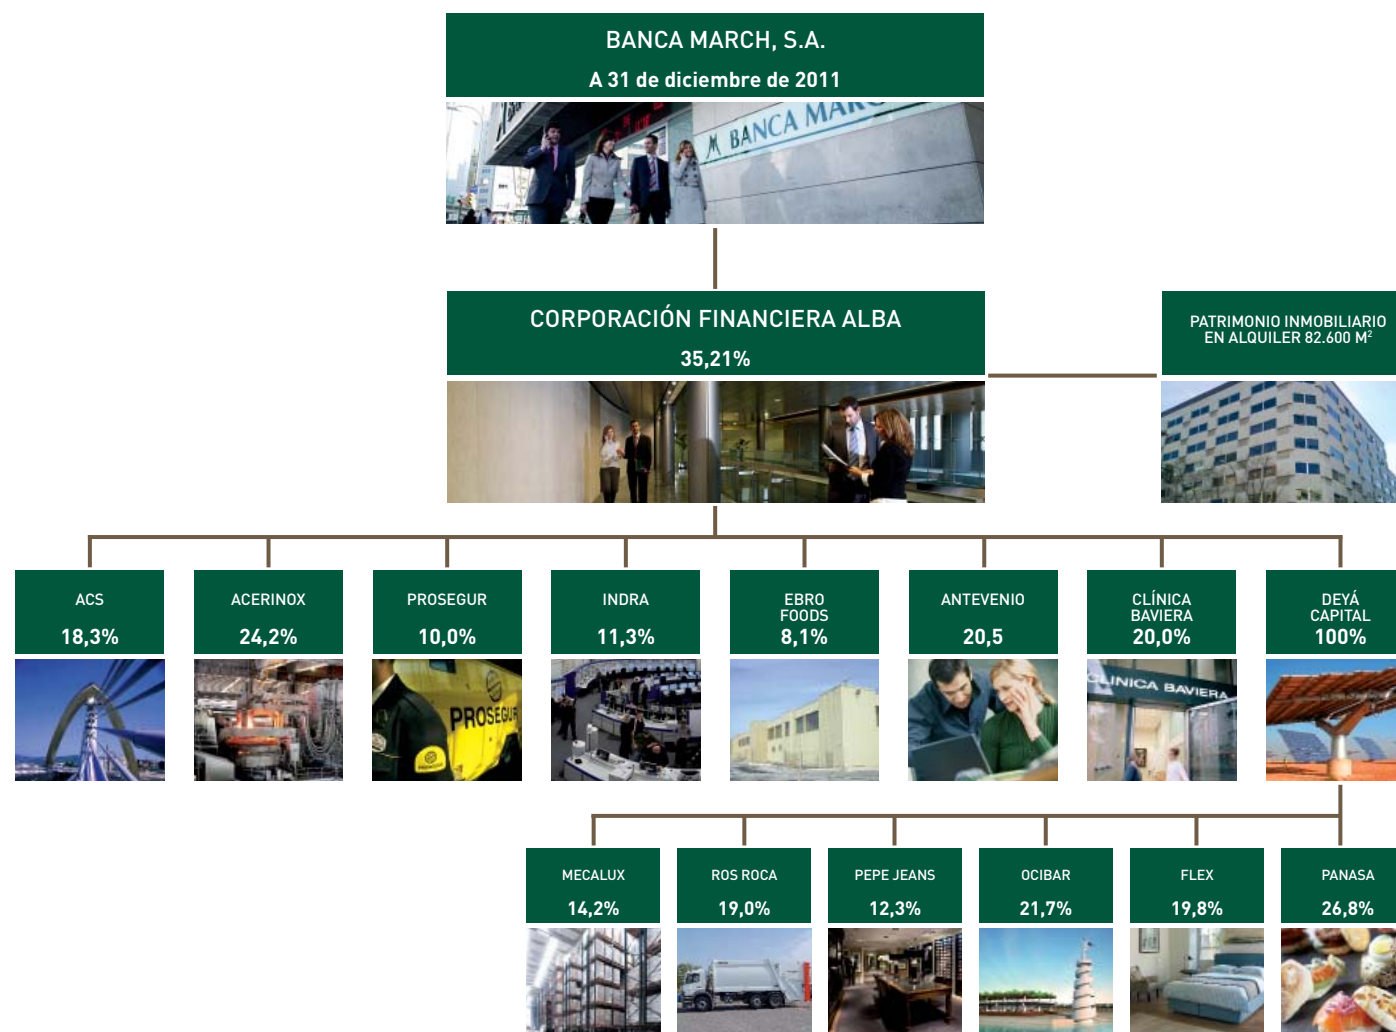 BANCA MARCH, S.A.
A 31 de diciembre de 2011
BANCA MARCH
CORPORACIÓN FINANCIERA ALBA
35,21%
PATRIMONIO INMOBILIARIO
EN ALQUILER 82.600 M²
ACS
18,3%
ACERINOX
24,2%
PROSEGUR
10,0%
INDRA
11,3%
EBRO
FOODS
8,1%
ANTEVENIO
20,5
CLÍNICA
BAVIERA
20,0%
DEYÁ
CAPITAL
100%
PROSEGUR
CLINICA BAVIERA
MECALUX
14,2%
ROS ROCA
19,0%
PEPE JEANS
12,3%
OCIBAR
21,7%
FLEX
19,8%
PANASA
26,8%